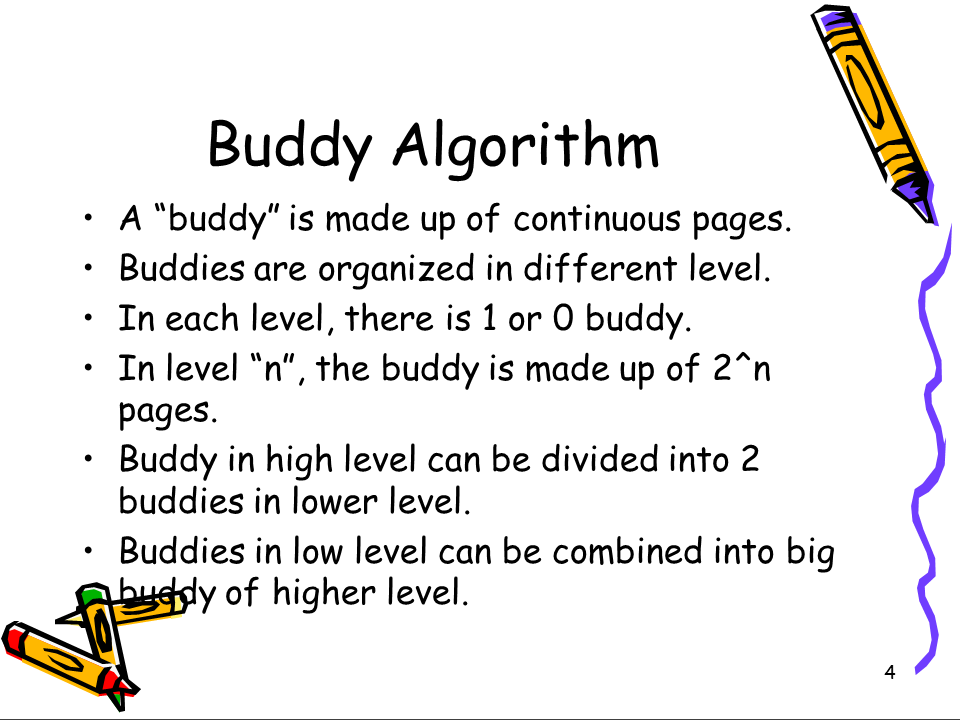 Buddy Algorithm
• A “buddy” is made up of continuous pages.
• Buddies are organized in different level.
• In each level, there is 1 or 0 buddy.
• In level “n”, the buddy is made up of 2^n
pages.
• Buddy in high level can be divided into 2
buddies in lower level.
• Buddies in low level can be combined into big
buddy of higher level.
4